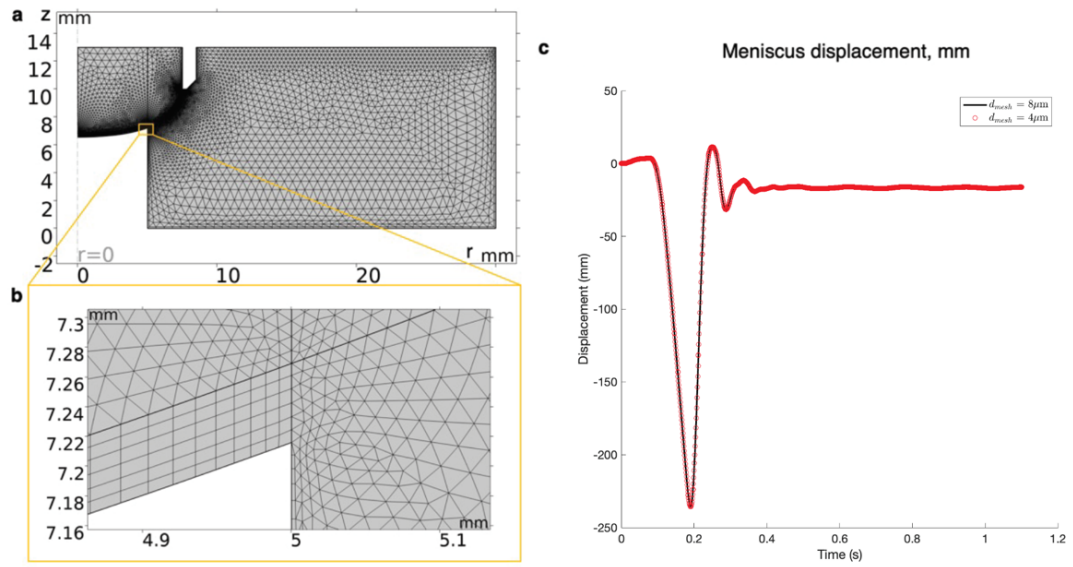 a
z
mm
14
12
10
8
6
4
2
0
-2
r=0
r mm
0
10
20
b
mm
7.3
7.28
7.26
7.24
7.22
7.2
7.18
7.16
mm
4.9
5
5.1
c
Meniscus displacement, mm
50
0
-50
-100
-150
-200
-250
Displacement (mm)
d_mesh = 8μm
d_mesh = 4μm
0
0.2
0.4
0.6
0.8
1
1.2
Time (s)